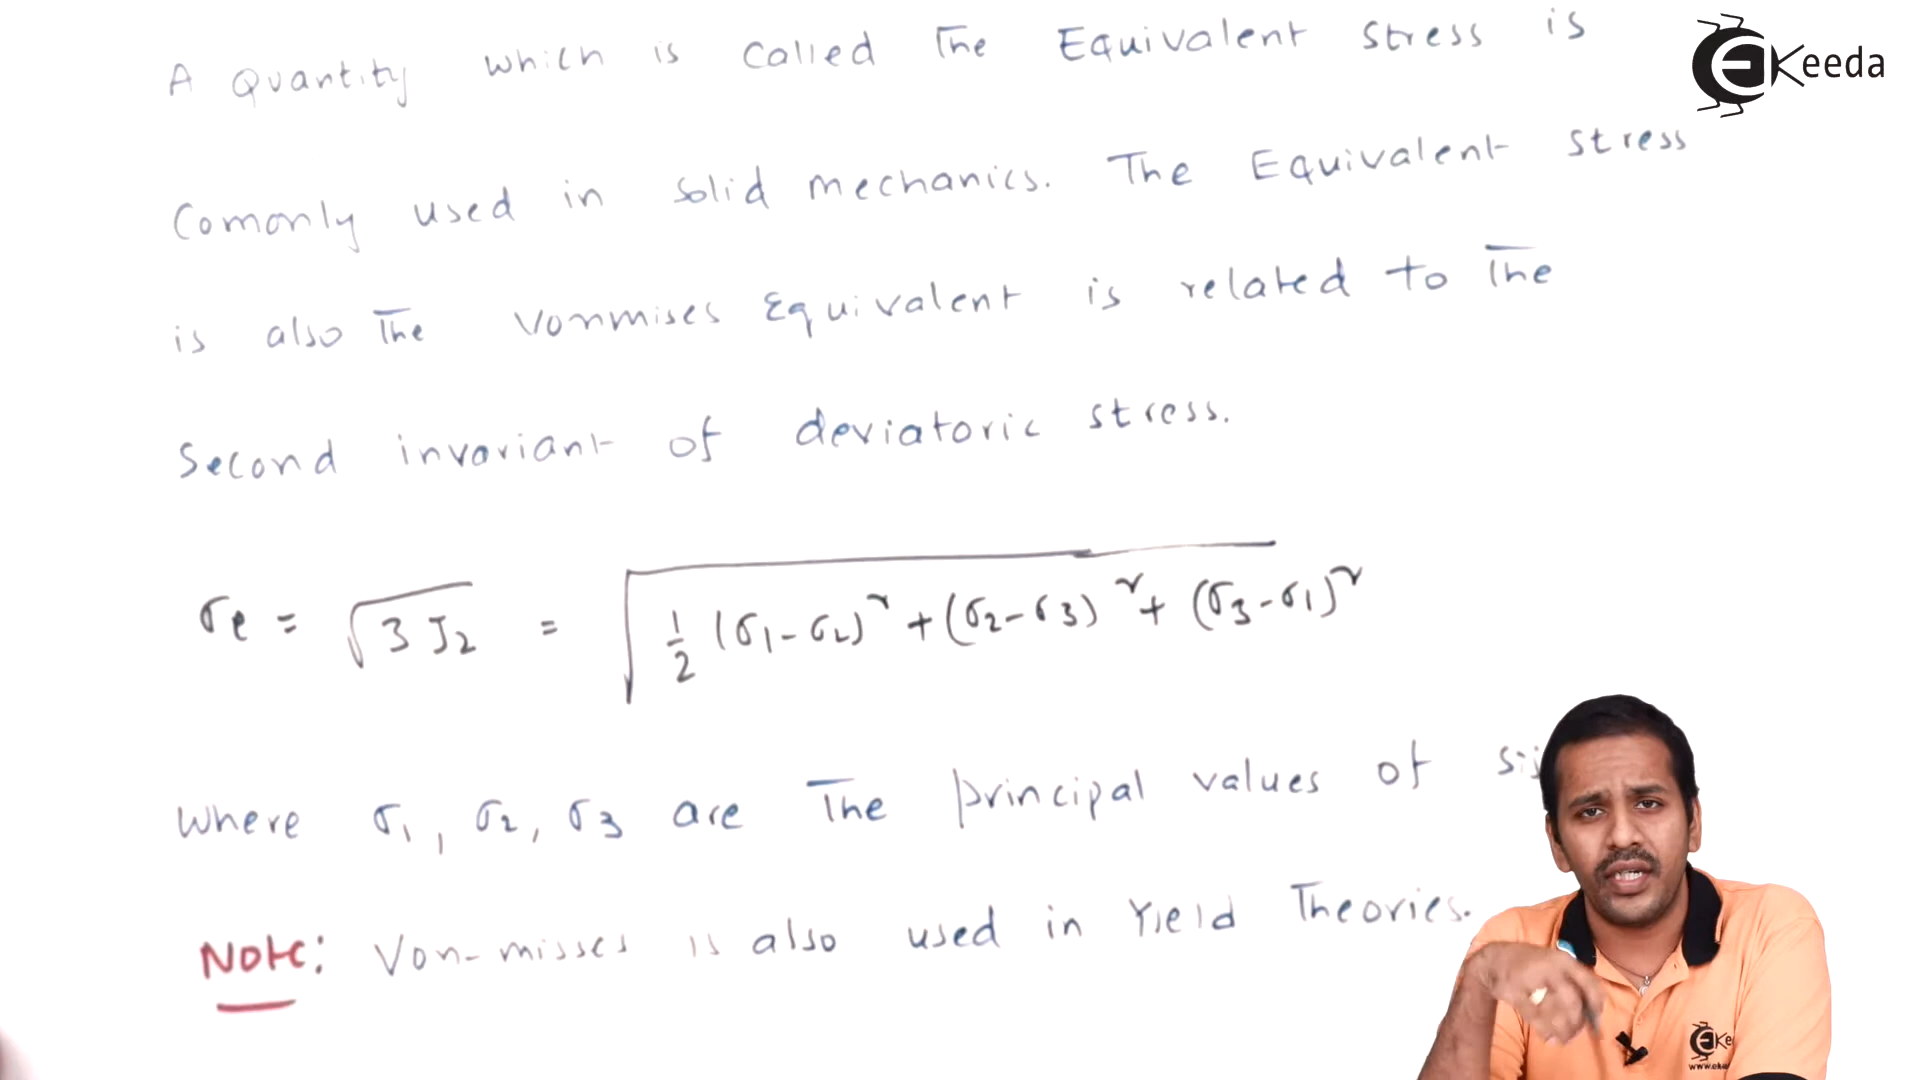 A Quantity which is called The Equivalent stress is
Comonly used in solid mechanics. The Equivalent stress
is also The Vonmises Equivalent is related to The
Second invariant of deviatoric stress.
σe = √3 J2 = √1/2 (σ1-σ2)² + (σ2-σ3)² + (σ3-σ1)²
Where σ1, σ2, σ3 are The principal values of
Note: Von-misses is also used in Yield Theories.
EKeeda
EKe